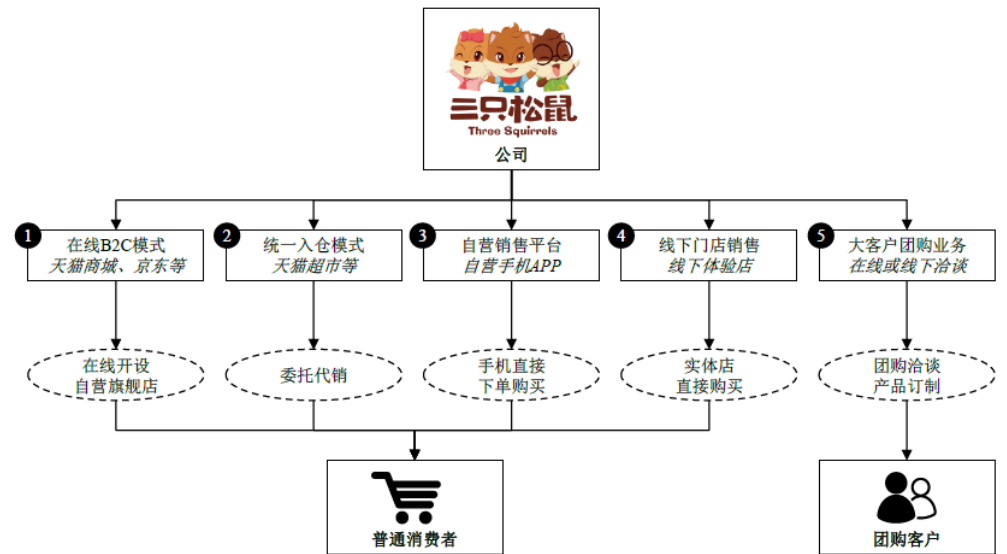 三只松鼠
Three Squirrels
公司
1
在线B2C模式
天猫商城、京东等
2
统一入仓模式
天猫超市等
3
自营销售平台
自营手机APP
4
线下门店销售
线下体验店
5
大客户团购业务
在线或线下洽谈
在线开设
自营旗舰店
委托代销
手机直接
下单购买
实体店
直接购买
团购洽谈
产品订制
普通消费者
团购客户